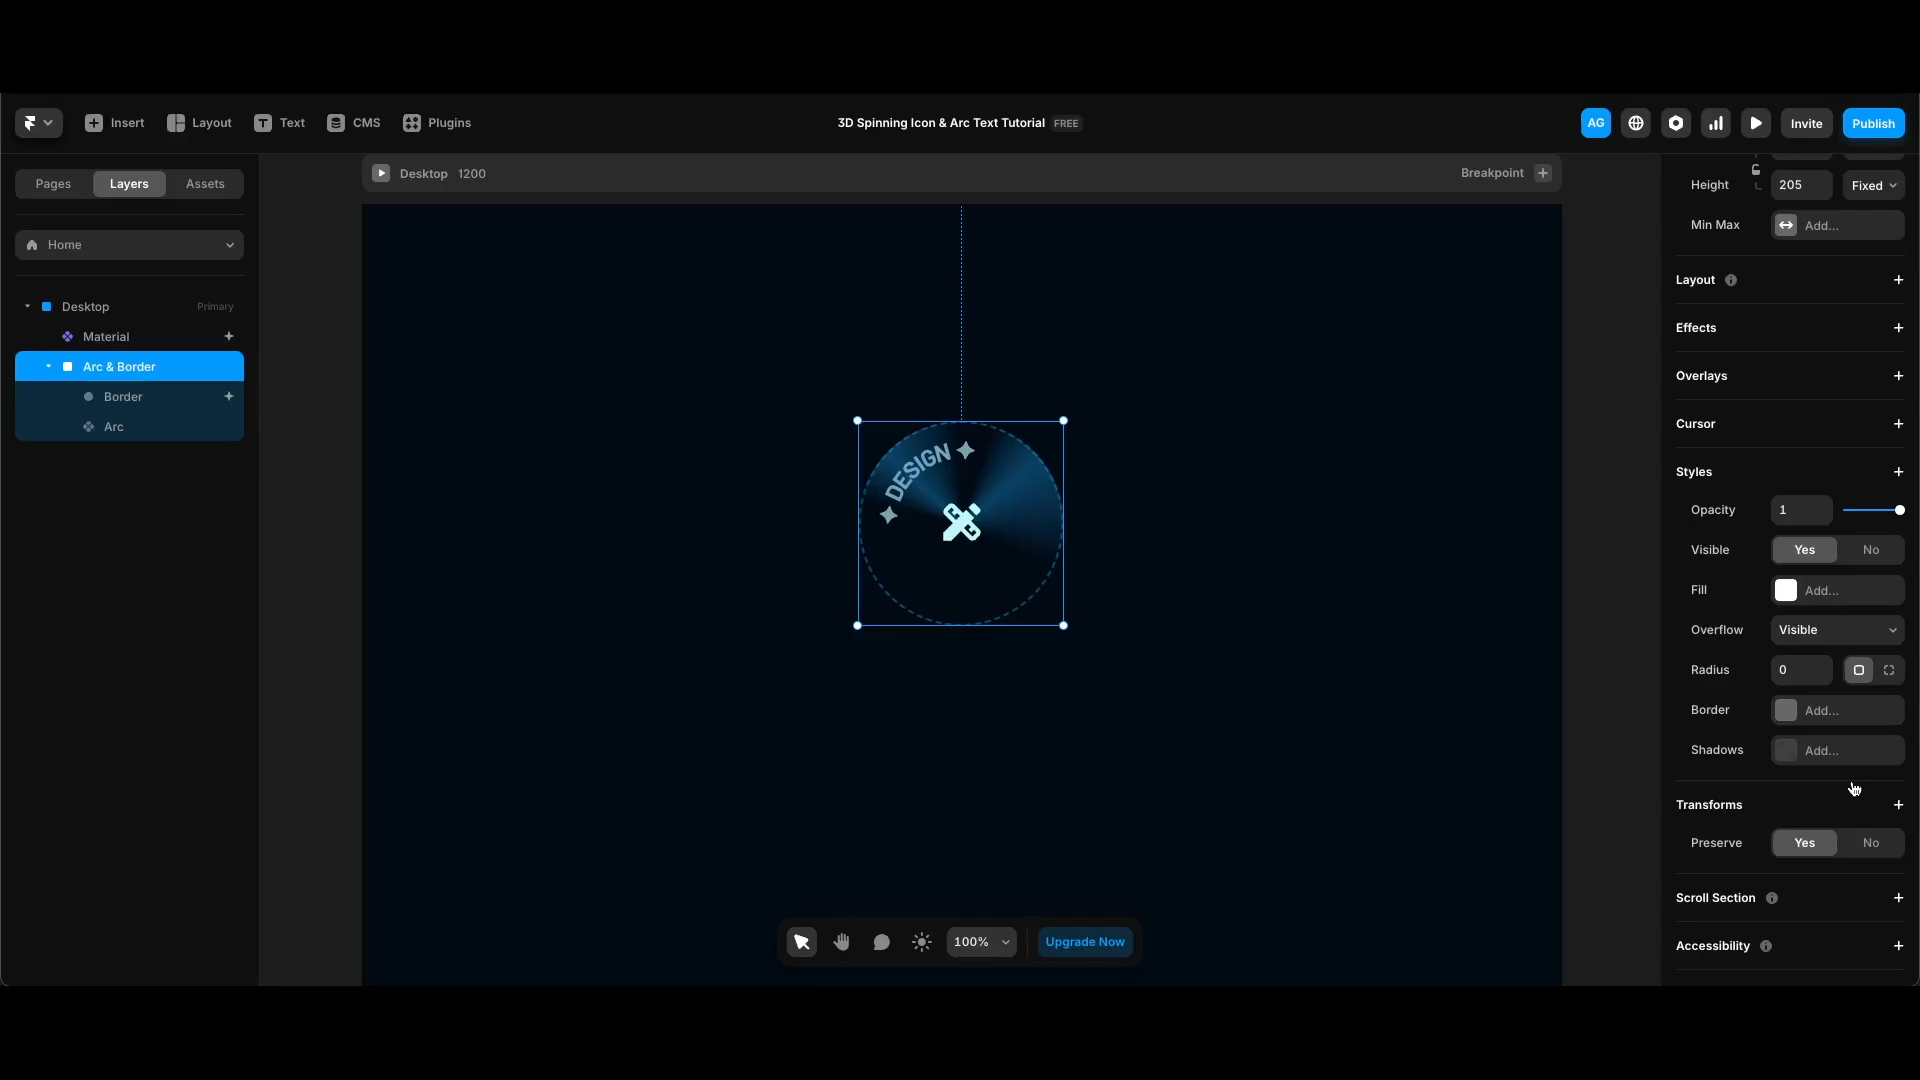 Insert
Layout
Text
CMS
Plugins
3D Spinning Icon & Arc Text Tutorial FREE
AG
Invite
Publish
Pages
Layers
Assets
Home
Desktop Primary
Material
Arc & Border
Border
Arc
Desktop 1200
Breakpoint
DESIGN
100%
Upgrade Now
Height 205 Fixed
Min Max Add...
Layout
Effects
Overlays
Cursor
Styles
Opacity 1
Visible Yes No
Fill Add...
Overflow Visible
Radius 0
Border Add...
Shadows Add...
Transforms
Preserve Yes No
Scroll Section
Accessibility